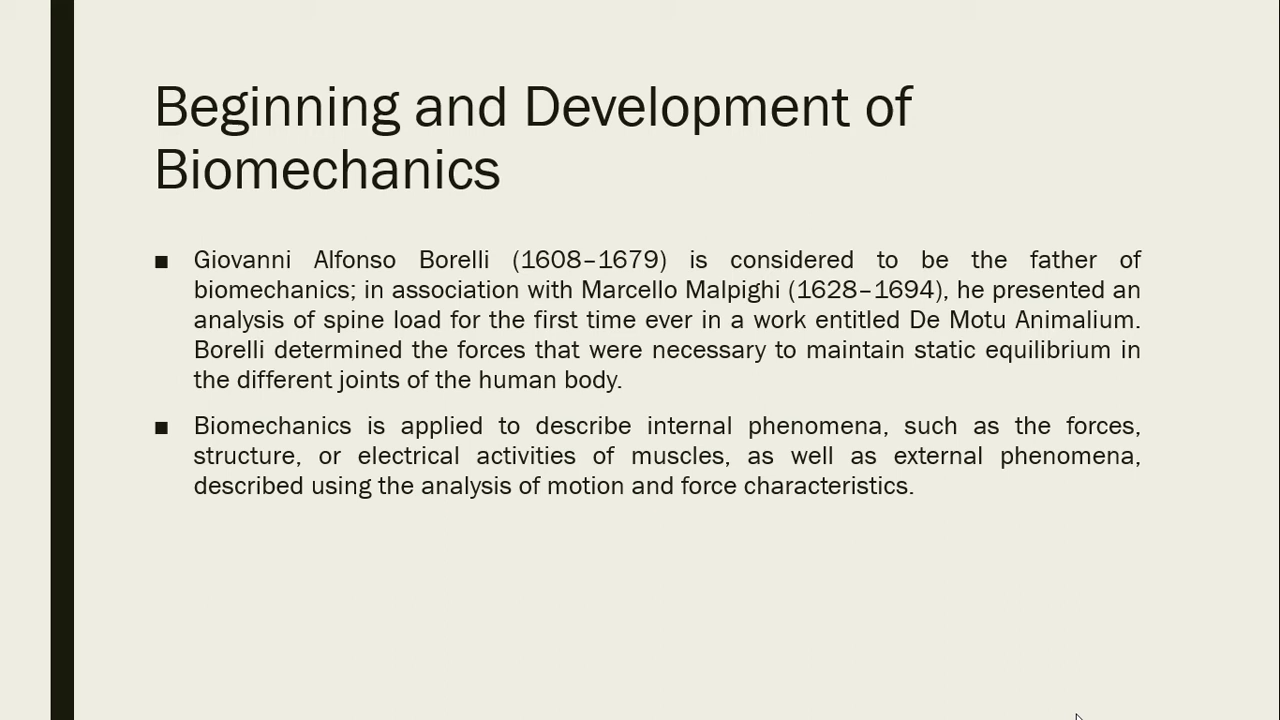 Beginning and Development of
Biomechanics
■ Giovanni Alfonso Borelli (1608–1679) is considered to be the father of
biomechanics; in association with Marcello Malpighi (1628–1694), he presented an
analysis of spine load for the first time ever in a work entitled De Motu Animalium.
Borelli determined the forces that were necessary to maintain static equilibrium in
the different joints of the human body.
■ Biomechanics is applied to describe internal phenomena, such as the forces,
structure, or electrical activities of muscles, as well as external phenomena,
described using the analysis of motion and force characteristics.